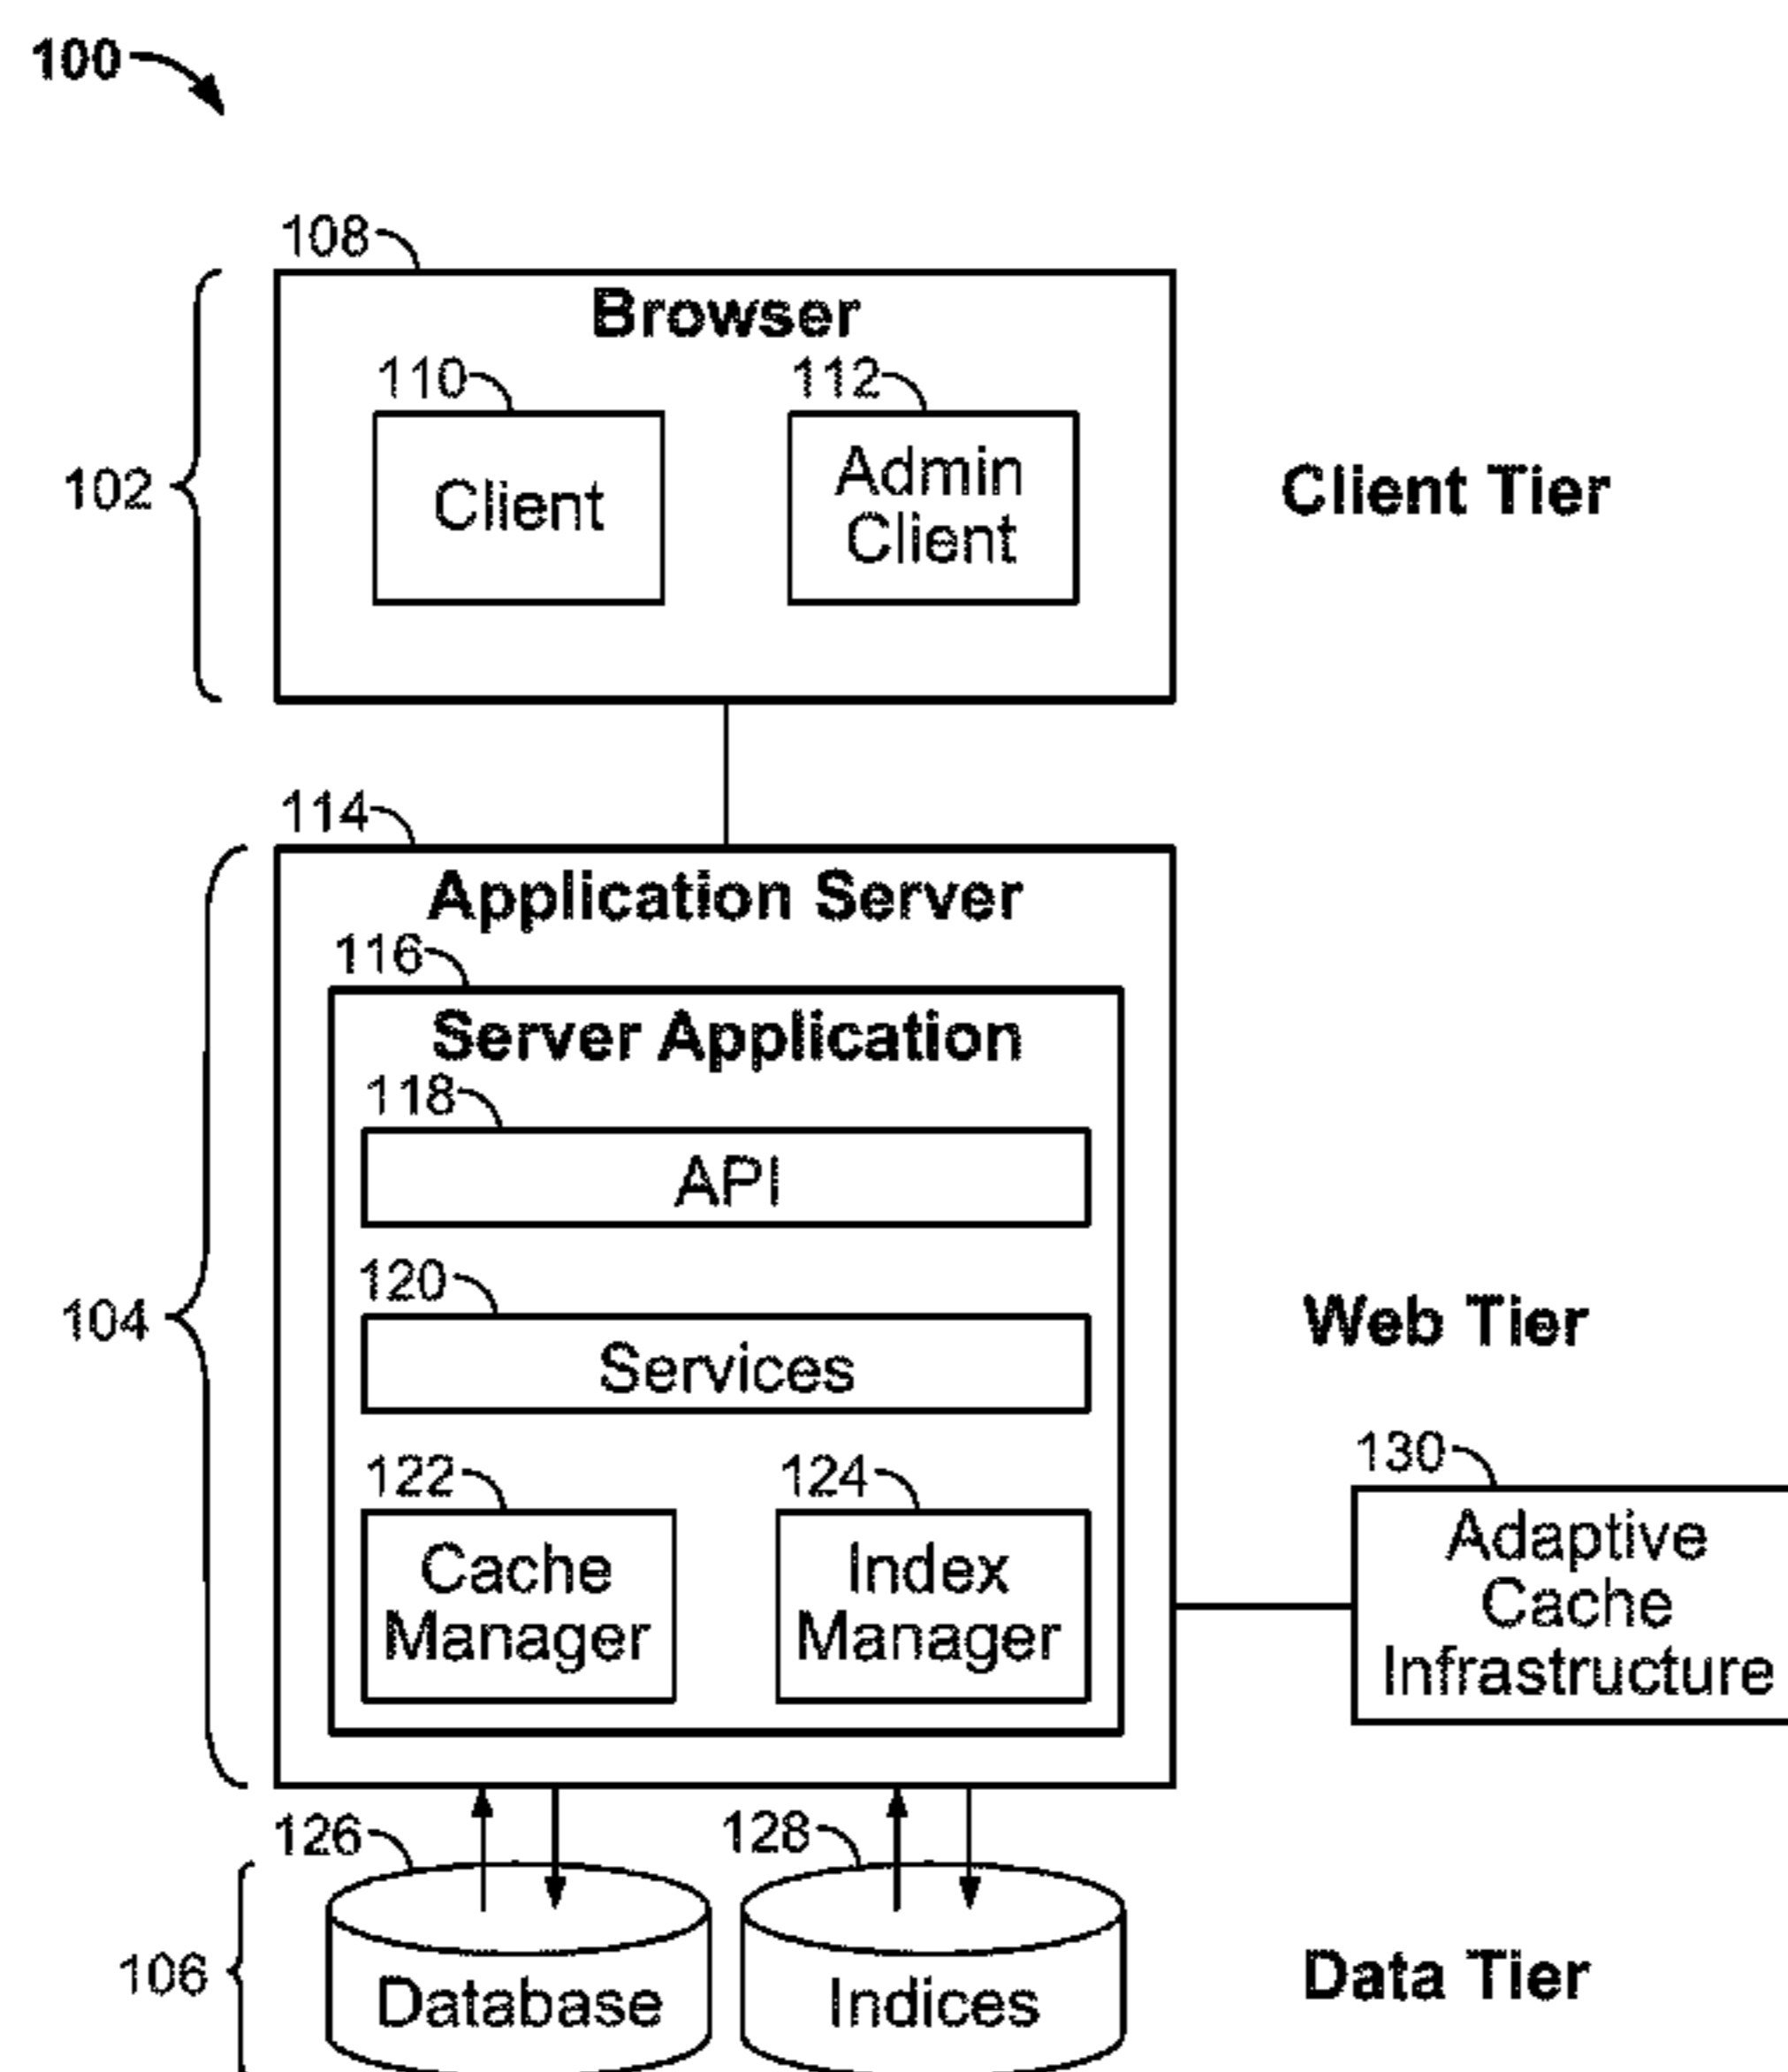 100
108
Browser
110
112
Client
Admin
Client
102
Client Tier
114
Application Server
116
Server Application
118
API
120
Services
104
Web Tier
122
124
Cache
Manager
Index
Manager
130
Adaptive
Cache
Infrastructure
126
128
106
Database
Indices
Data Tier